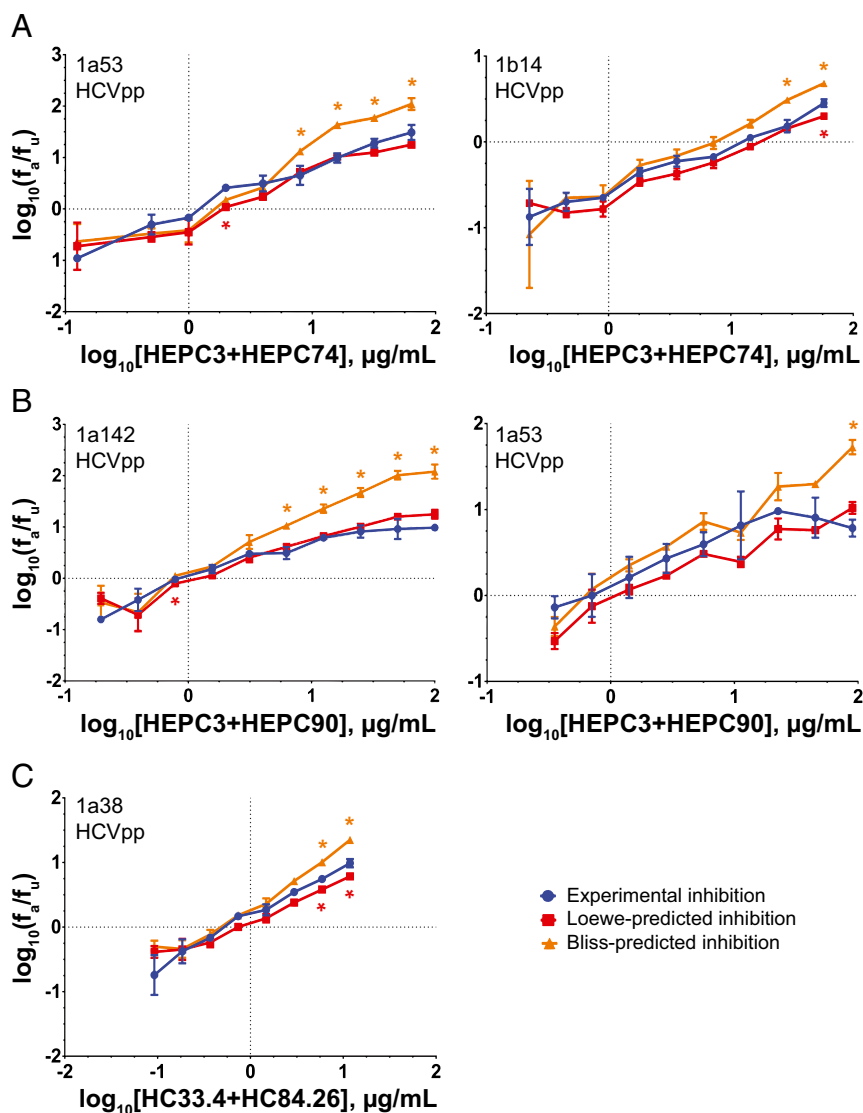 A
1a53
HCVpp
log₁₀(fₐ/fᵤ)
3
2
1
0
1
-2
-1 0 1 2
log₁₀[HEPC3+HEPC74], µg/mL
1b14
HCVpp
1
0
-1
-2
-1 0 1 2
log₁₀[HEPC3+HEPC74], µg/mL
B
1a142
HCVpp
log₁₀(fₐ/fᵤ)
3
2
1
0
-1
-2
-1 0 1 2
log₁₀[HEPC3+HEPC90], µg/mL
1a53
HCVpp
2
1
0
-1
-1 0 1 2
log₁₀[HEPC3+HEPC90], µg/mL
C
1a38
HCVpp
log₁₀(fₐ/fᵤ)
2
1
0
-1
-2
-2 -1 0 1 2
log₁₀[HC33.4+HC84.26], µg/mL
Experimental inhibition
Loewe-predicted inhibition
Bliss-predicted inhibition